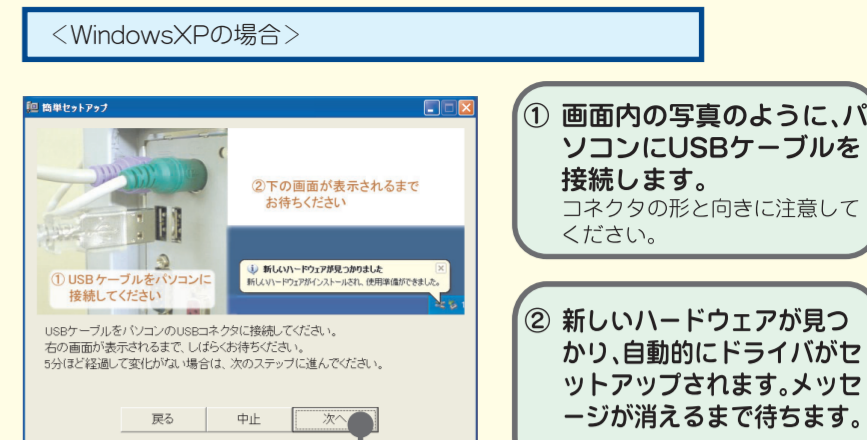 ＜WindowsXPの場合＞
簡単セットアップ
②下の画面が表示されるまで
お待ちください
新しいハードウェアが見つかりました
新しいハードウェアがインストールされ、使用準備ができました。
① USBケーブルをパソコンに
接続してください
USBケーブルをパソコンのUSBコネクタに接続してください。
右の画面が表示されるまで、しばらくお待ちください。
5分ほど経過して変化がない場合は、次のステップに進んでください。
戻る
中止
次へ
① 画面内の写真のように、パ
ソコンにUSBケーブルを
接続します。
コネクタの形と向きに注意して
ください。
② 新しいハードウェアが見つ
かり、自動的にドライバがセ
ットアップされます。メッセ
ージが消えるまで待ちます。